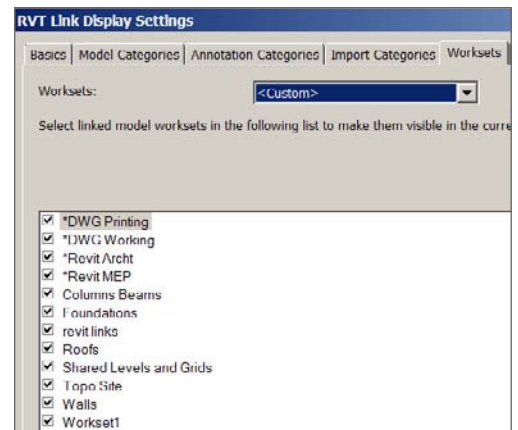 RVT Link Display Settings
Basics Model Categories Annotation Categories Import Categories Worksets
Worksets: <Custom>
Select linked model worksets in the following list to make them visible in the curre
*DWG Printing
*DWG Working
*Revit Archt
*Revit MEP
Columns Beams
Foundations
revit links
Roofs
Shared Levels and Grids
Topo Site
Walls
Workset1